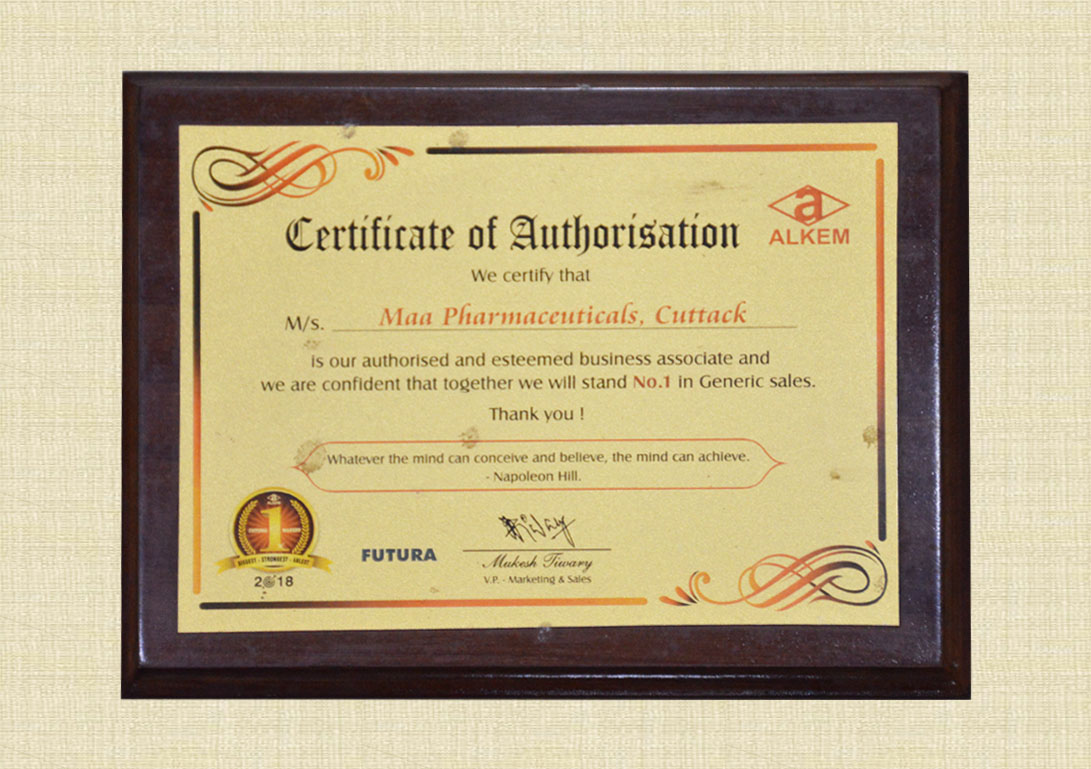 Certificate of Authorisation
a
ALKEM
We certify that
M/s. Maa Pharmaceuticals, Cuttack
is our authorised and esteemed business associate and
we are confident that together we will stand No.1 in Generic sales.
Thank you !
Whatever the mind can conceive and believe, the mind can achieve.
- Napoleon Hill.
1
BIGGEST - STRONGEST -
2018
FUTURA
Mukesh Tiwary
V.P. - Marketing & Sales